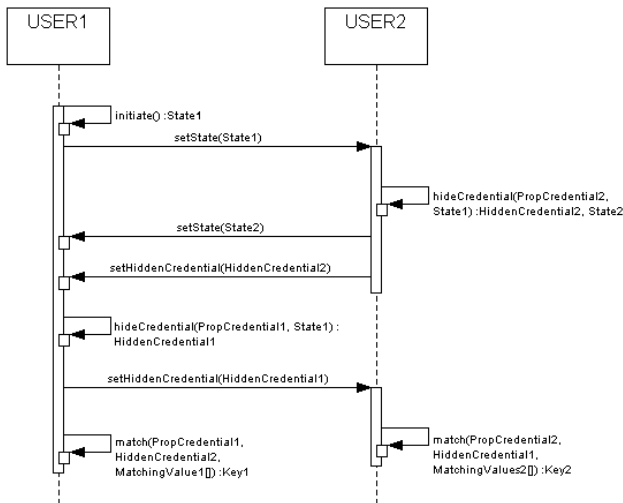 USER1
USER2
initiate() :State1
setState(State1)
hideCredential(PropCredential2,
State1) :HiddenCredential2, State2
setState(State2)
setHiddenCredential(HiddenCredential2)
hideCredential(PropCredential1, State1) :
HiddenCredential1
setHiddenCredential(HiddenCredential1)
match(PropCredential1,
HiddenCredential2,
MatchingValue1[]) :Key1
match(PropCredential2,
HiddenCredential1,
MatchingValues2[]) :Key2